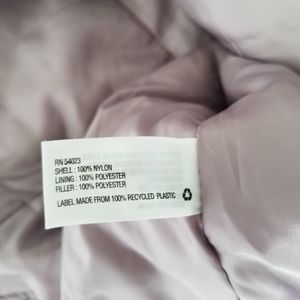 RN 54023
SHELL : 100% NYLON
LINING : 100% POLYESTER
FILLER : 100% POLYESTER
LABEL MADE FROM 100% RECYCLED PLASTIC